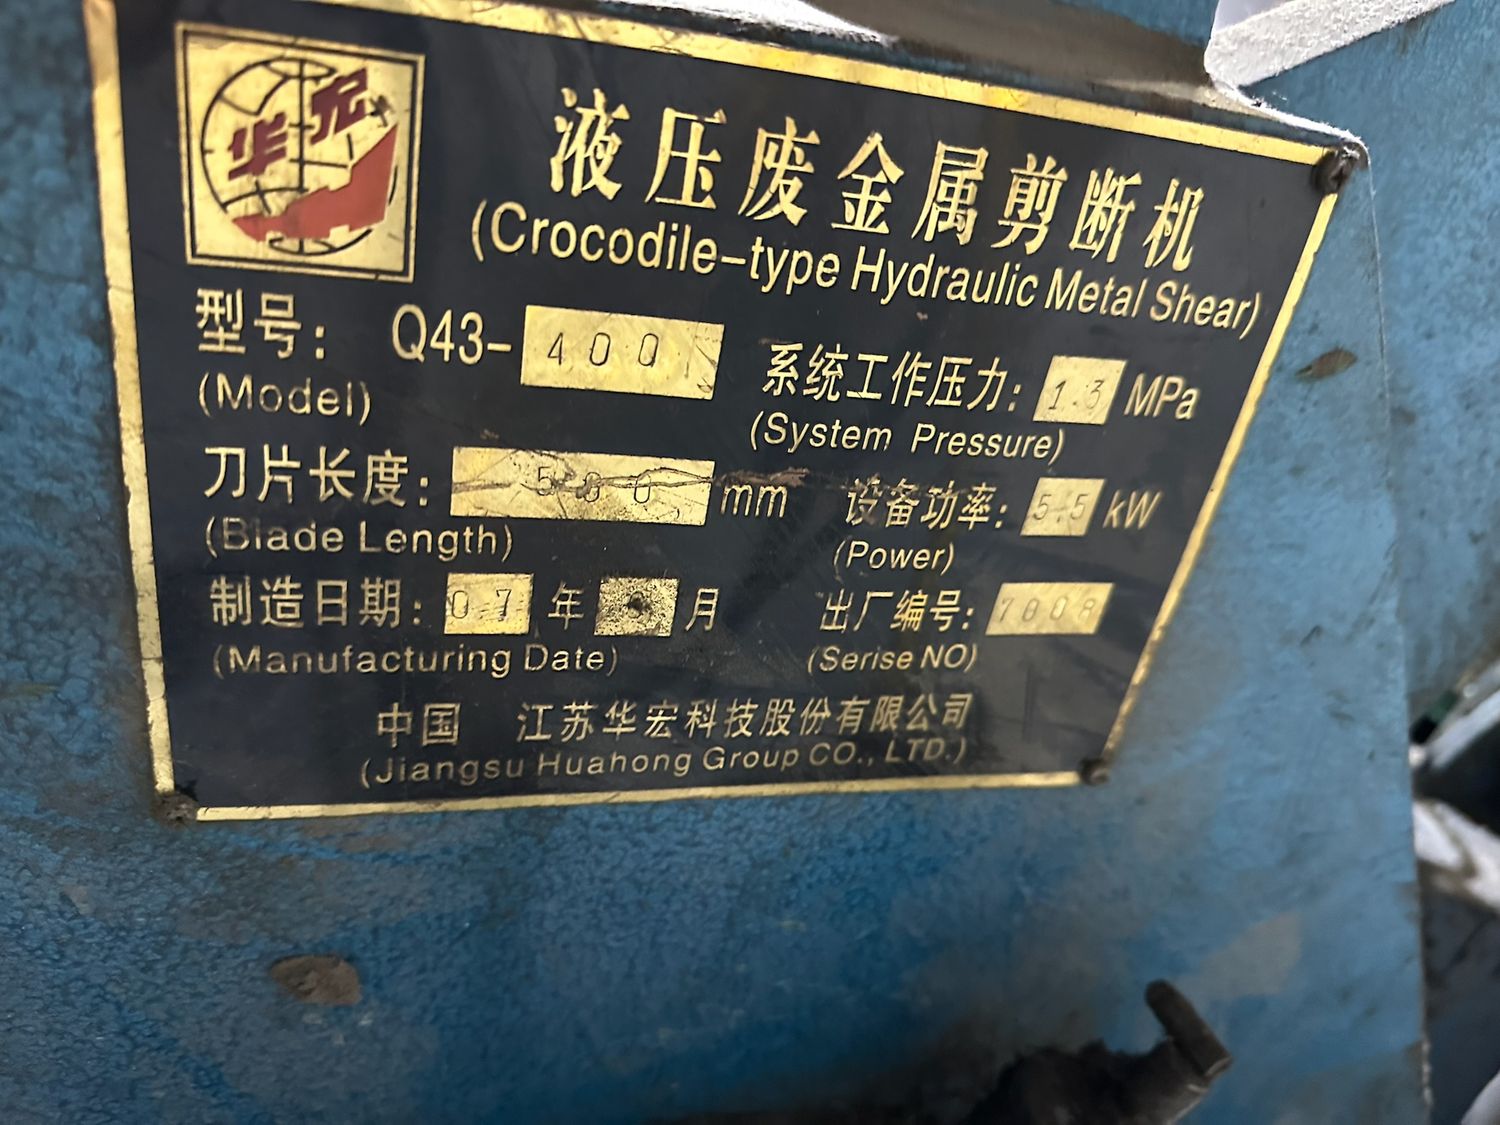 华宏
液压废金属剪断机
(Crocodile-type Hydraulic Metal Shear)
型号: Q43-400
(Model)
系统工作压力: 1.3 MPa
(System Pressure)
刀片长度: 500 mm
(Blade Length)
设备功率: 5.5 kW
(Power)
制造日期: 07 年 月
(Manufacturing Date)
出厂编号:
(Serise NO)
中国 江苏华宏科技股份有限公司
(Jiangsu Huahong Group CO., LTD.)